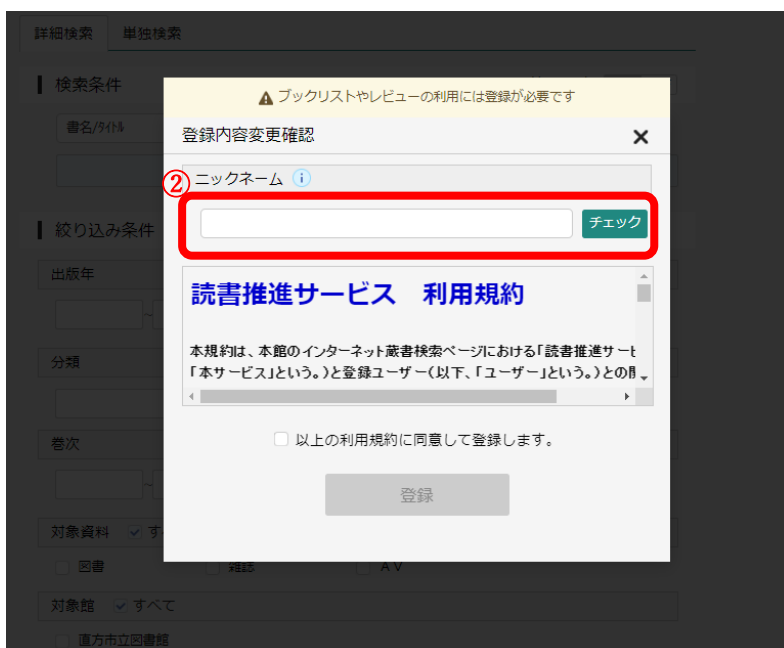 詳細検索 単独検索
検索条件
⚠ ブックリストやレビューの利用には登録が必要です
書名/ﾀｲﾄﾙ
登録内容変更確認 ×
② ニックネーム i
チェック
絞り込み条件
出版年
~
読書推進サービス 利用規約
本規約は、本館のインターネット蔵書検索ページにおける「読書推進サー
「本サービス」という。)と登録ユーザー(以下、「ユーザー」という。)との
分類
以上の利用規約に同意して登録します。
巻次
~
登録
対象資料 す
図書 雑誌 AV
対象館 すべて
直方市立図書館